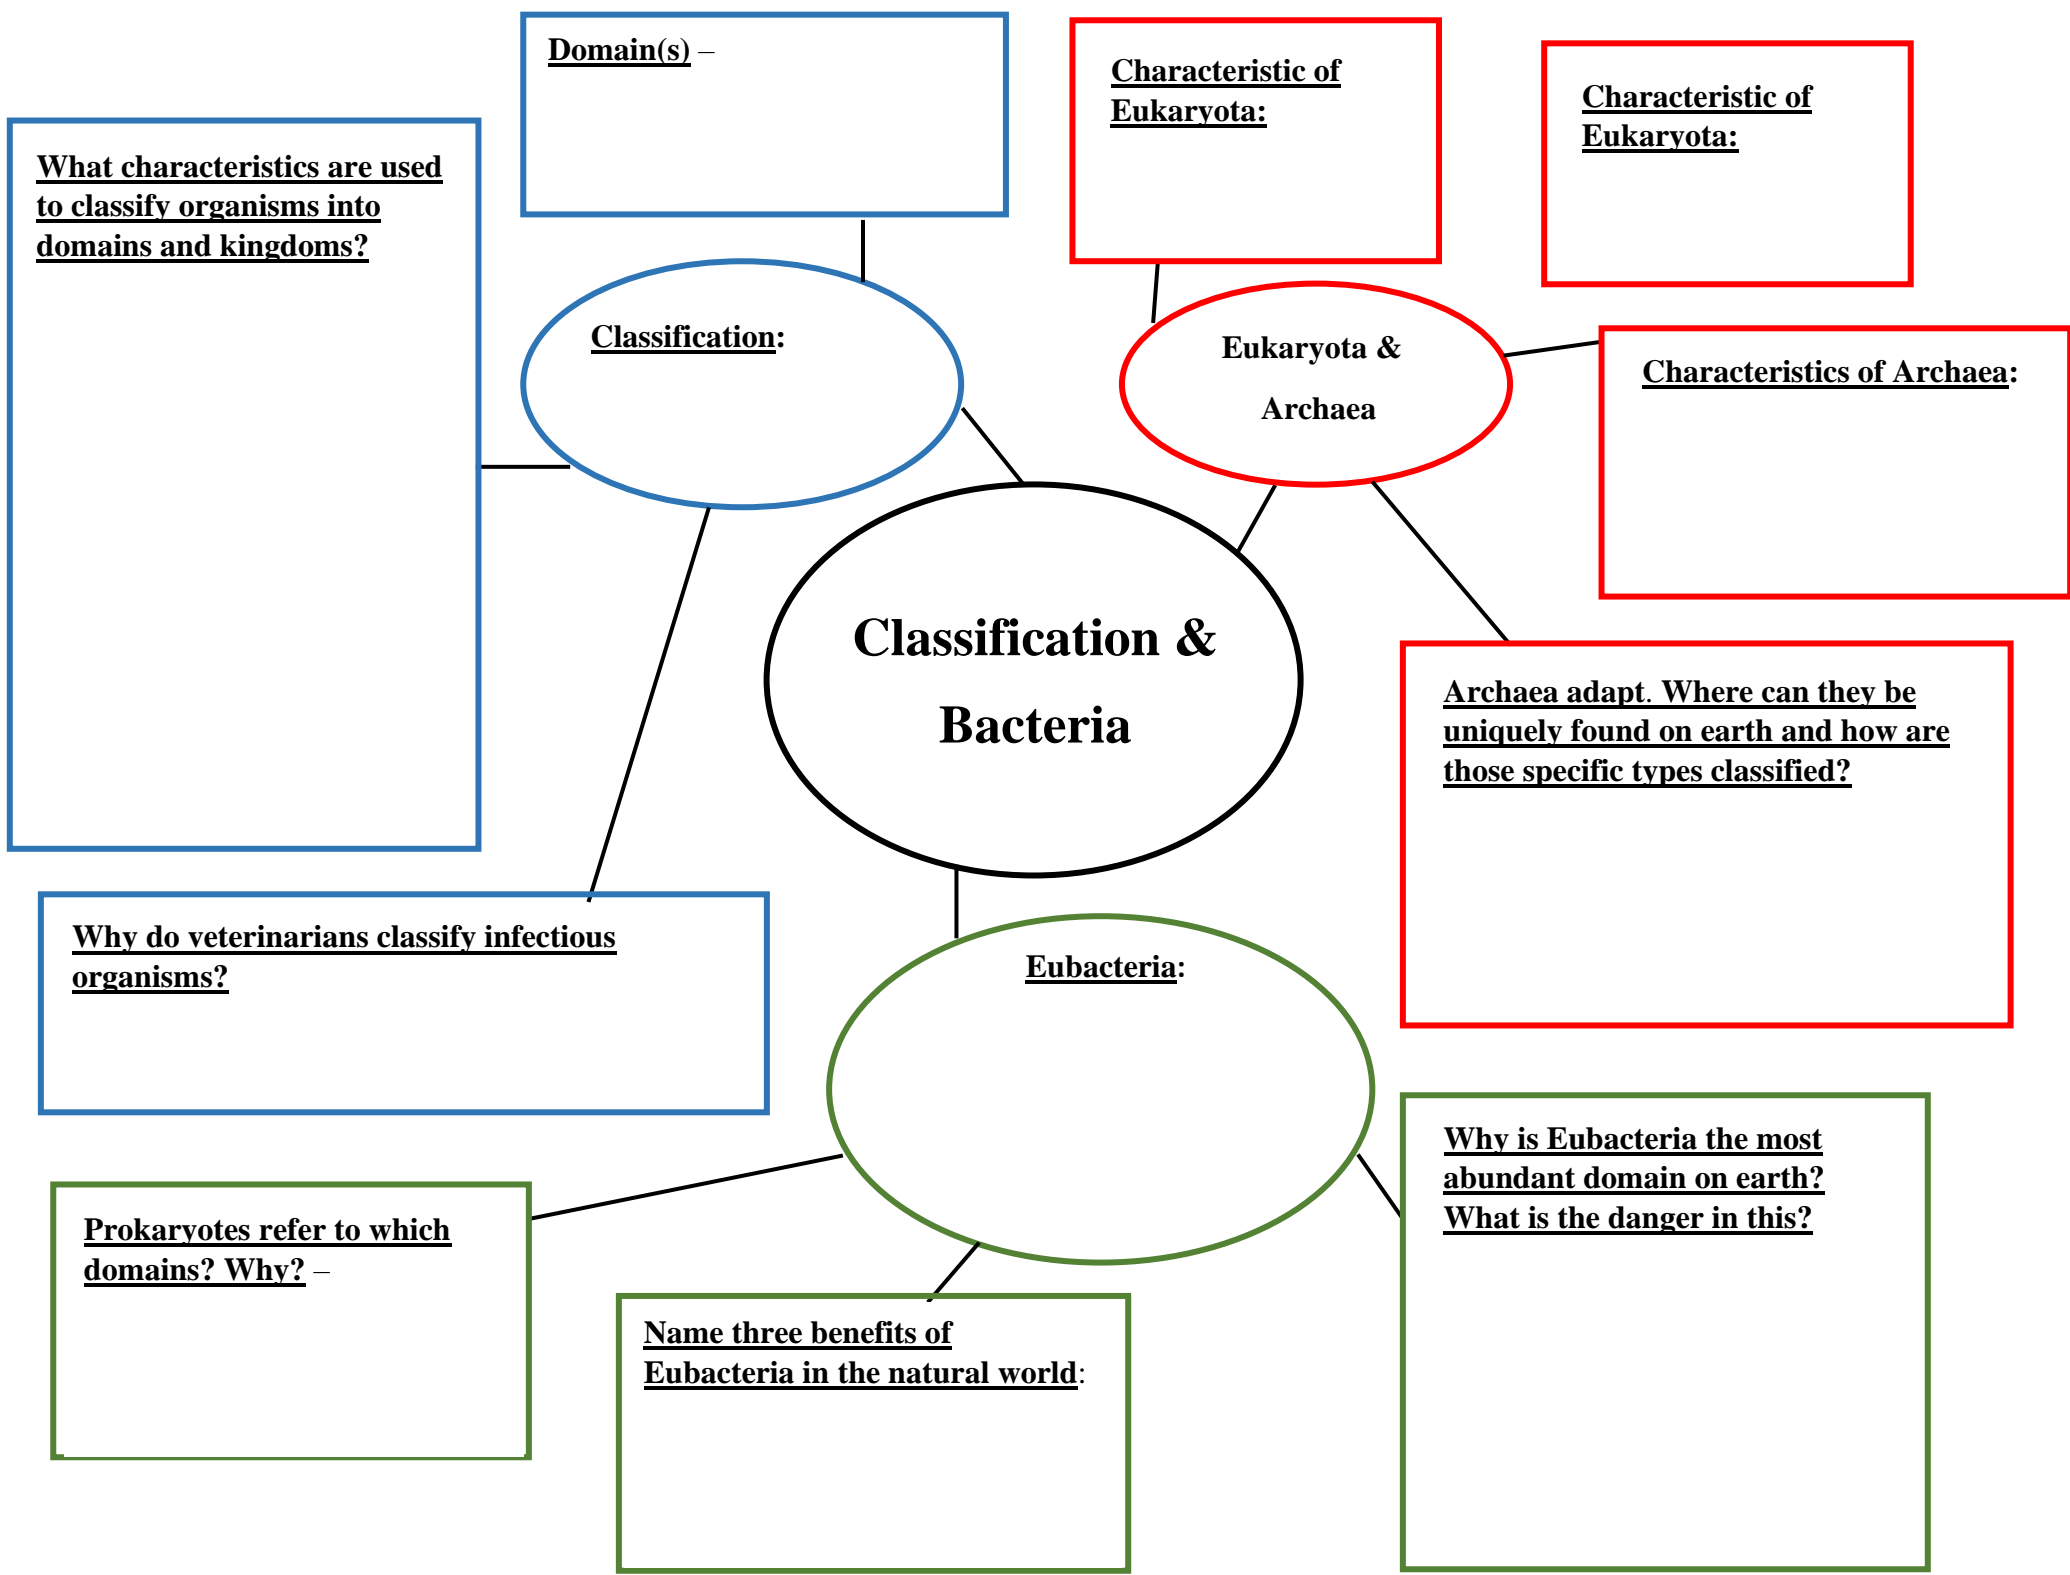 Domain(s) –
Characteristic of
Eukaryota:
Characteristic of
Eukaryota:
What characteristics are used
to classify organisms into
domains and kingdoms?
Classification:
Eukaryota &
Archaea
Characteristics of Archaea:
Classification &
Bacteria
Archaea adapt. Where can they be
uniquely found on earth and how are
those specific types classified?
Why do veterinarians classify infectious
organisms?
Eubacteria:
Why is Eubacteria the most
abundant domain on earth?
What is the danger in this?
Prokaryotes refer to which
domains? Why? –
Name three benefits of
Eubacteria in the natural world: